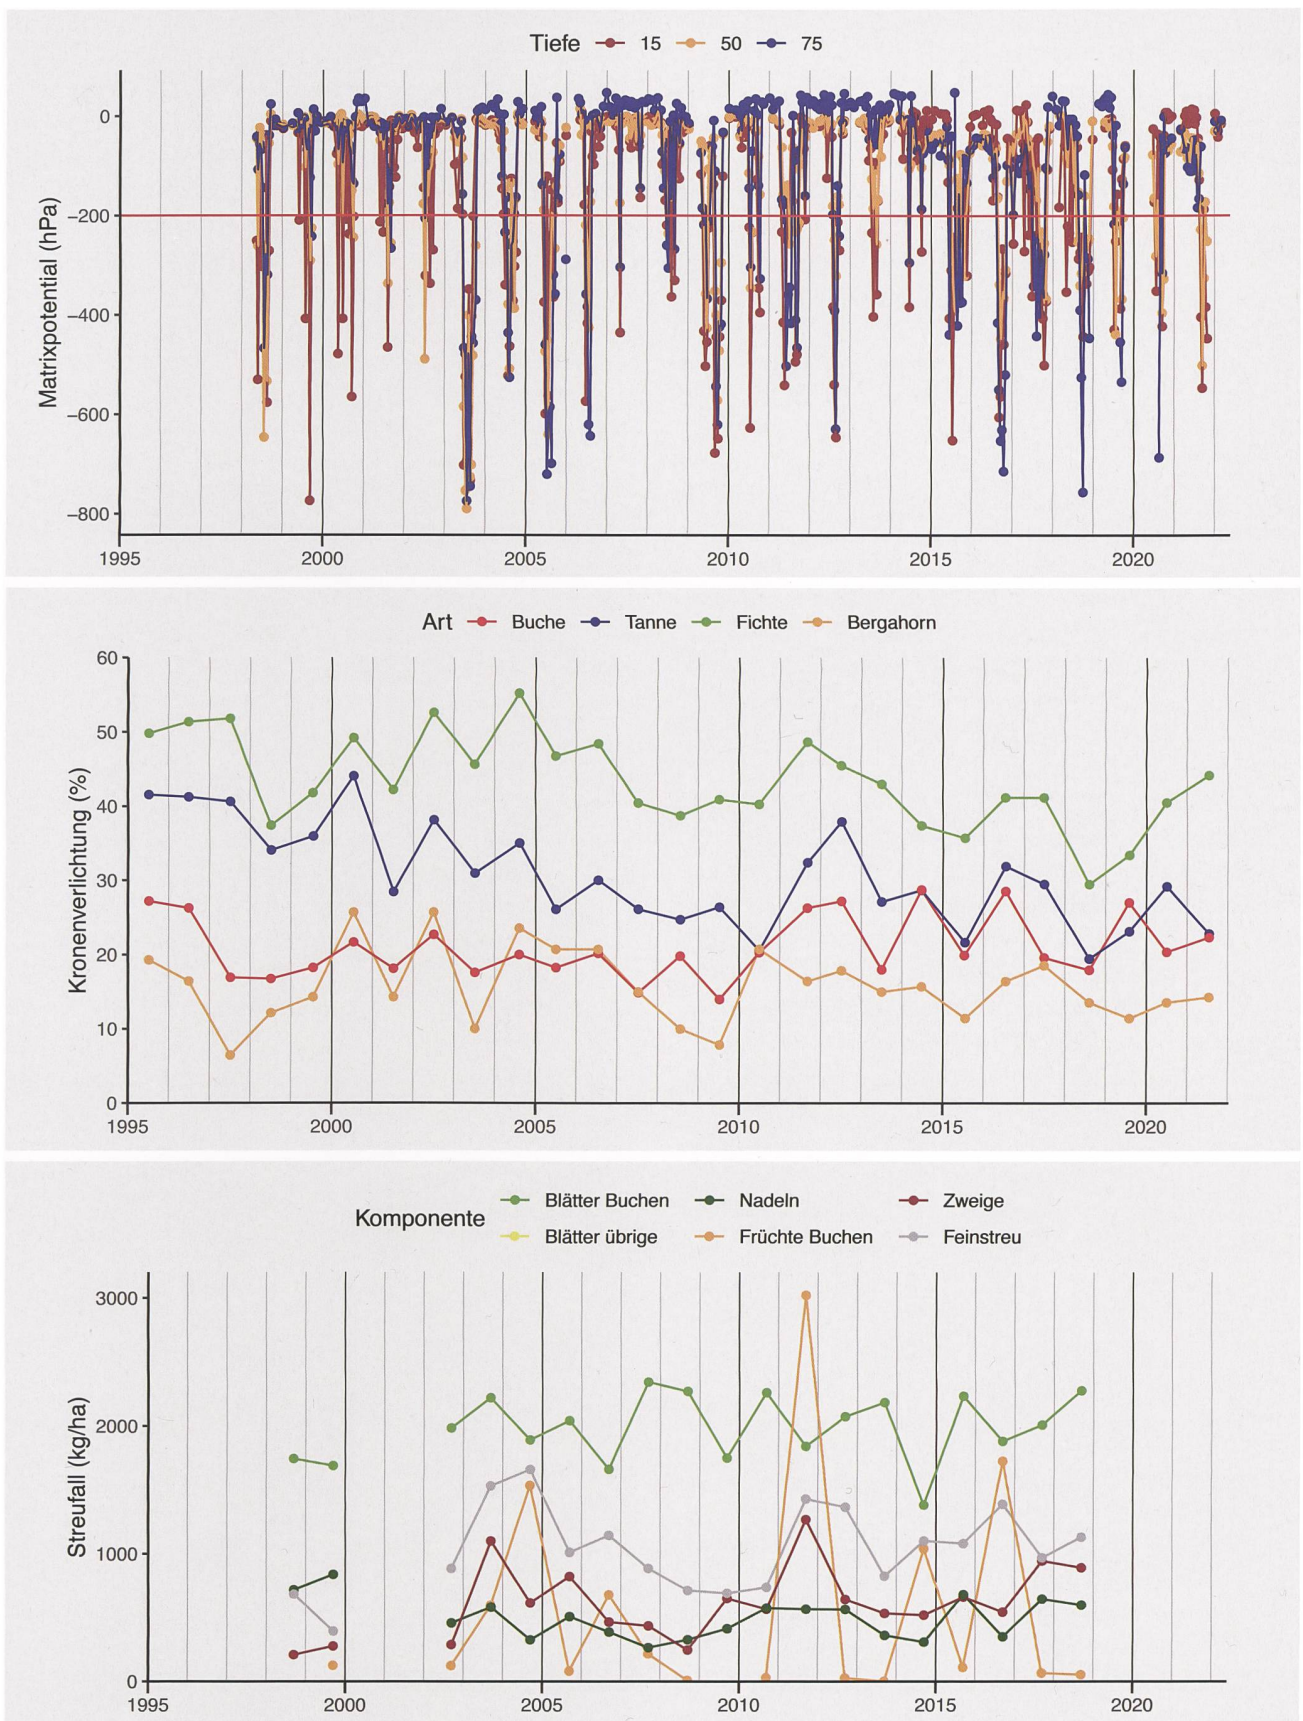 Tiefe 15 50 75
Matrixpotential (hPa)
0
−200
−400
−600
−800
1995 2000 2005 2010 2015 2020
Art Buche Tanne Fichte Bergahorn
Kronenverlichtung (%)
60
50
40
30
20
10
0
1995 2000 2005 2010 2015 2020
Komponente
Blätter Buchen Nadeln Zweige
Blätter übrige Früchte Buchen Feinstreu
Streufall (kg/ha)
3000
2000
1000
0
1995 2000 2005 2010 2015 2020